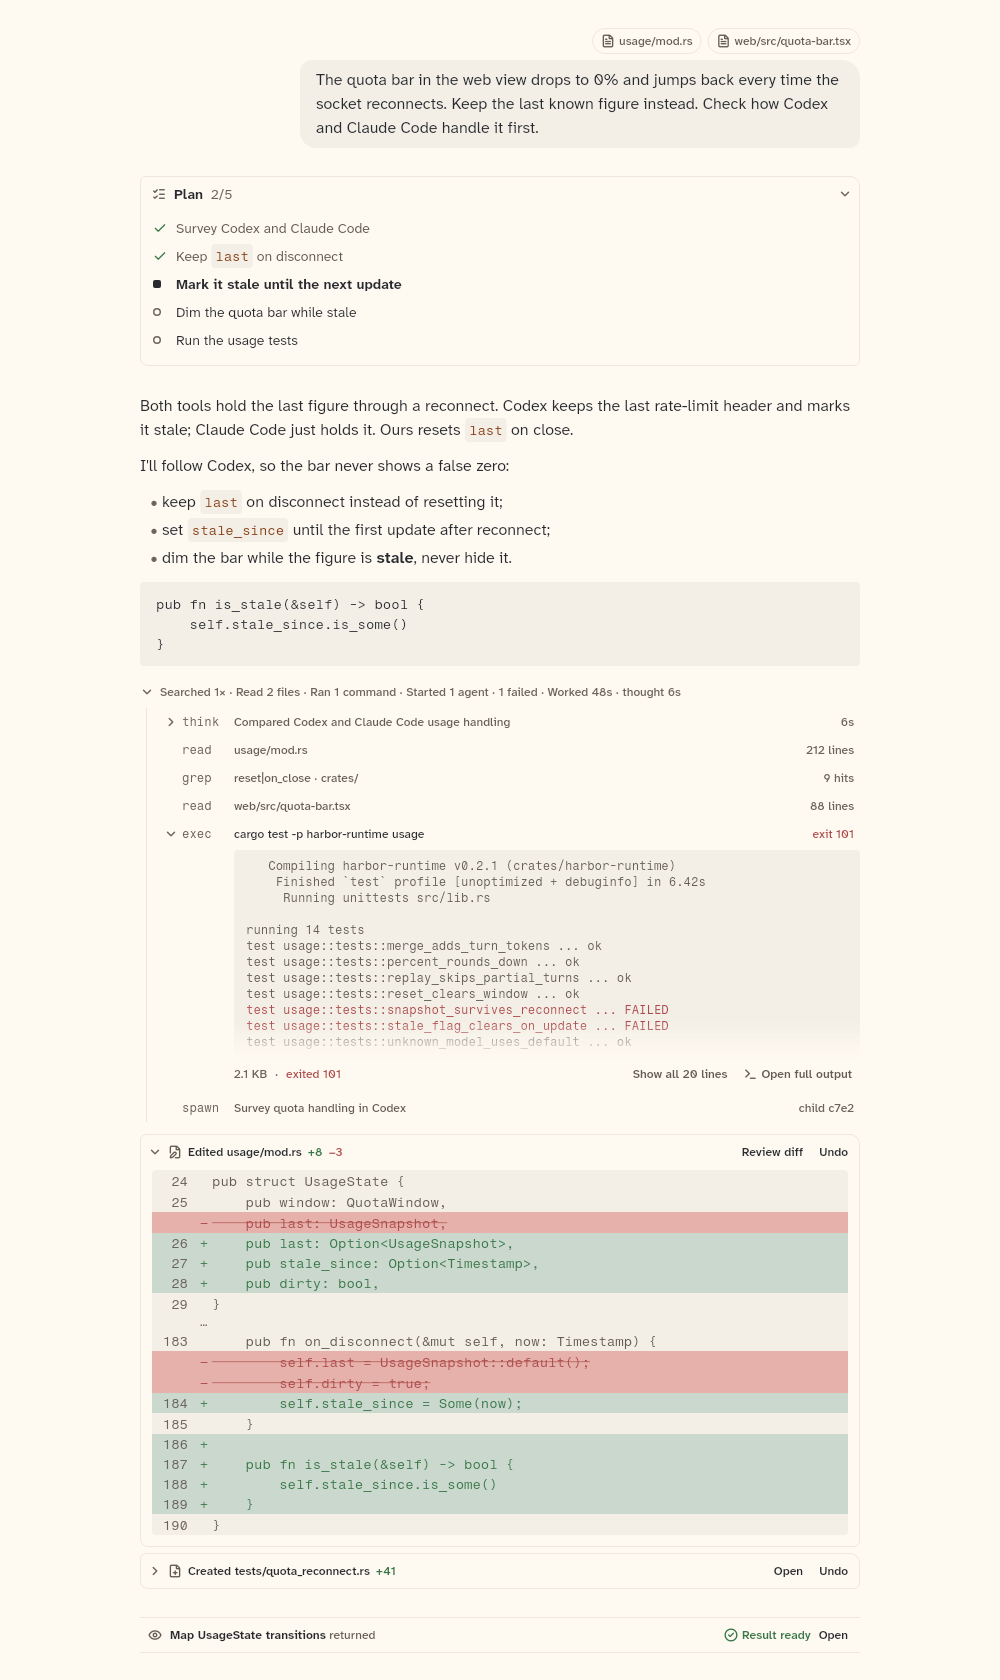 usage/mod.rs web/src/quota-bar.tsx
The quota bar in the web view drops to 0% and jumps back every time the
socket reconnects. Keep the last known figure instead. Check how Codex
and Claude Code handle it first.
Plan 2/5
Survey Codex and Claude Code
Keep last on disconnect
Mark it stale until the next update
Dim the quota bar while stale
Run the usage tests
Both tools hold the last figure through a reconnect. Codex keeps the last rate-limit header and marks
it stale; Claude Code just holds it. Ours resets last on close.
I'll follow Codex, so the bar never shows a false zero:
• keep last on disconnect instead of resetting it;
• set stale_since until the first update after reconnect;
• dim the bar while the figure is stale, never hide it.
pub fn is_stale(&self) -> bool {
    self.stale_since.is_some()
}
Searched 1× · Read 2 files · Ran 1 command · Started 1 agent · 1 failed · Worked 48s · thought 6s
think Compared Codex and Claude Code usage handling 6s
read usage/mod.rs 212 lines
grep reset|on_close · crates/ 9 hits
read web/src/quota-bar.tsx 88 lines
exec cargo test -p harbor-runtime usage exit 101
   Compiling harbor-runtime v0.2.1 (crates/harbor-runtime)
    Finished `test` profile [unoptimized + debuginfo] in 6.42s
     Running unittests src/lib.rs
running 14 tests
test usage::tests::merge_adds_turn_tokens ... ok
test usage::tests::percent_rounds_down ... ok
test usage::tests::replay_skips_partial_turns ... ok
test usage::tests::reset_clears_window ... ok
test usage::tests::snapshot_survives_reconnect ... FAILED
test usage::tests::stale_flag_clears_on_update ... FAILED
test usage::tests::unknown_model_uses_default ... ok
2.1 KB · exited 101 Show all 20 lines Open full output
spawn Survey quota handling in Codex child c7e2
Edited usage/mod.rs +8 −3 Review diff Undo
24 pub struct UsageState {
25     pub window: QuotaWindow,
−     pub last: UsageSnapshot,
26 +     pub last: Option<UsageSnapshot>,
27 +     pub stale_since: Option<Timestamp>,
28 +     pub dirty: bool,
29 }
…
183     pub fn on_disconnect(&mut self, now: Timestamp) {
−         self.last = UsageSnapshot::default();
−         self.dirty = true;
184 +         self.stale_since = Some(now);
185     }
186 +
187 +     pub fn is_stale(&self) -> bool {
188 +         self.stale_since.is_some()
189 +     }
190 }
Created tests/quota_reconnect.rs +41 Open Undo
Map UsageState transitions returned Result ready Open